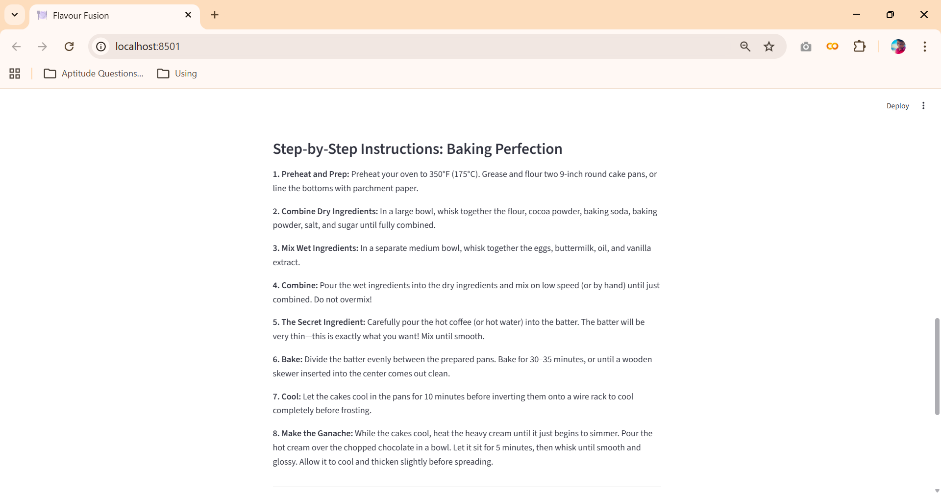 Flavour Fusion
localhost:8501
Aptitude Questions...
Using
Deploy
Step-by-Step Instructions: Baking Perfection
1. Preheat and Prep: Preheat your oven to 350°F (175°C). Grease and flour two 9-inch round cake pans, or
line the bottoms with parchment paper.
2. Combine Dry Ingredients: In a large bowl, whisk together the flour, cocoa powder, baking soda, baking
powder, salt, and sugar until fully combined.
3. Mix Wet Ingredients: In a separate medium bowl, whisk together the eggs, buttermilk, oil, and vanilla
extract.
4. Combine: Pour the wet ingredients into the dry ingredients and mix on low speed (or by hand) until just
combined. Do not overmix!
5. The Secret Ingredient: Carefully pour the hot coffee (or hot water) into the batter. The batter will be
very thin—this is exactly what you want! Mix until smooth.
6. Bake: Divide the batter evenly between the prepared pans. Bake for 30–35 minutes, or until a wooden
skewer inserted into the center comes out clean.
7. Cool: Let the cakes cool in the pans for 10 minutes before inverting them onto a wire rack to cool
completely before frosting.
8. Make the Ganache: While the cakes cool, heat the heavy cream until it just begins to simmer. Pour the
hot cream over the chopped chocolate in a bowl. Let it sit for 5 minutes, then whisk until smooth and
glossy. Allow it to cool and thicken slightly before spreading.